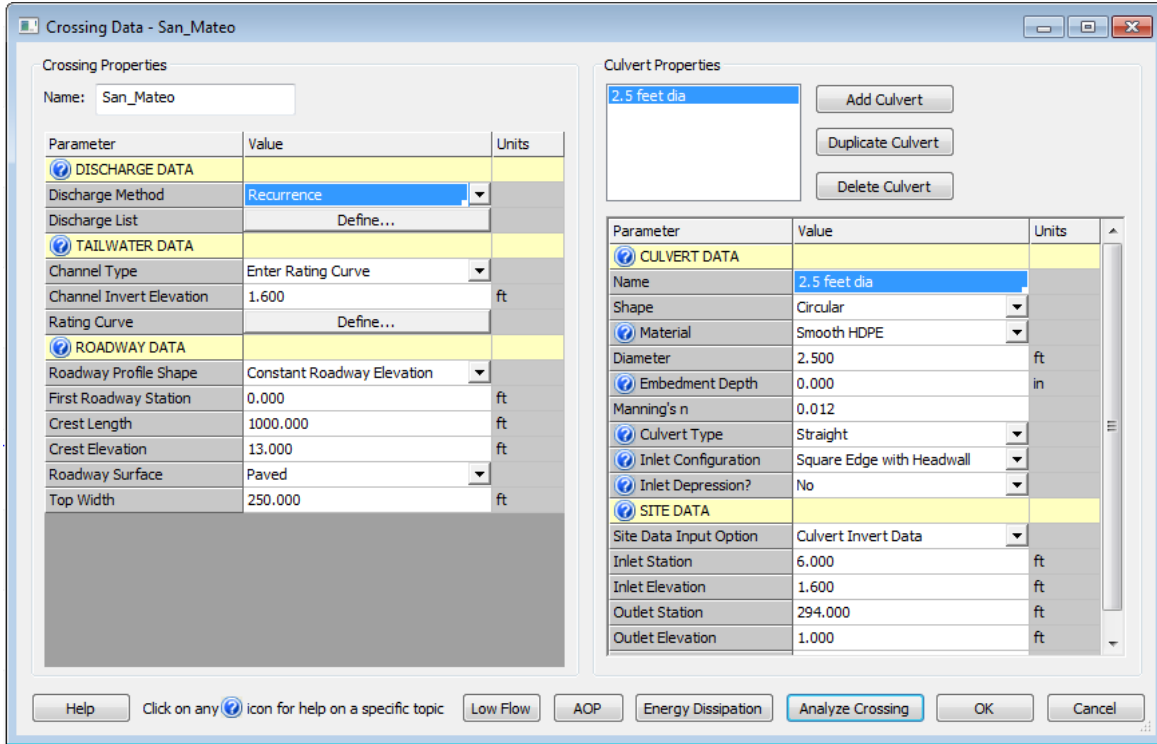 Crossing Data - San_Mateo
Crossing Properties
Name: San_Mateo
Parameter Value Units
DISCHARGE DATA
Discharge Method Recurrence
Discharge List Define...
TAILWATER DATA
Channel Type Enter Rating Curve
Channel Invert Elevation 1.600 ft
Rating Curve Define...
ROADWAY DATA
Roadway Profile Shape Constant Roadway Elevation
First Roadway Station 0.000 ft
Crest Length 1000.000 ft
Crest Elevation 13.000 ft
Roadway Surface Paved
Top Width 250.000 ft
Culvert Properties
2.5 feet dia
Add Culvert
Duplicate Culvert
Delete Culvert
Parameter Value Units
CULVERT DATA
Name 2.5 feet dia
Shape Circular
Material Smooth HDPE
Diameter 2.500 ft
Embedment Depth 0.000 in
Manning's n 0.012
Culvert Type Straight
Inlet Configuration Square Edge with Headwall
Inlet Depression? No
SITE DATA
Site Data Input Option Culvert Invert Data
Inlet Station 6.000 ft
Inlet Elevation 1.600 ft
Outlet Station 294.000 ft
Outlet Elevation 1.000 ft
Help Click on any ? icon for help on a specific topic Low Flow AOP Energy Dissipation Analyze Crossing OK Cancel